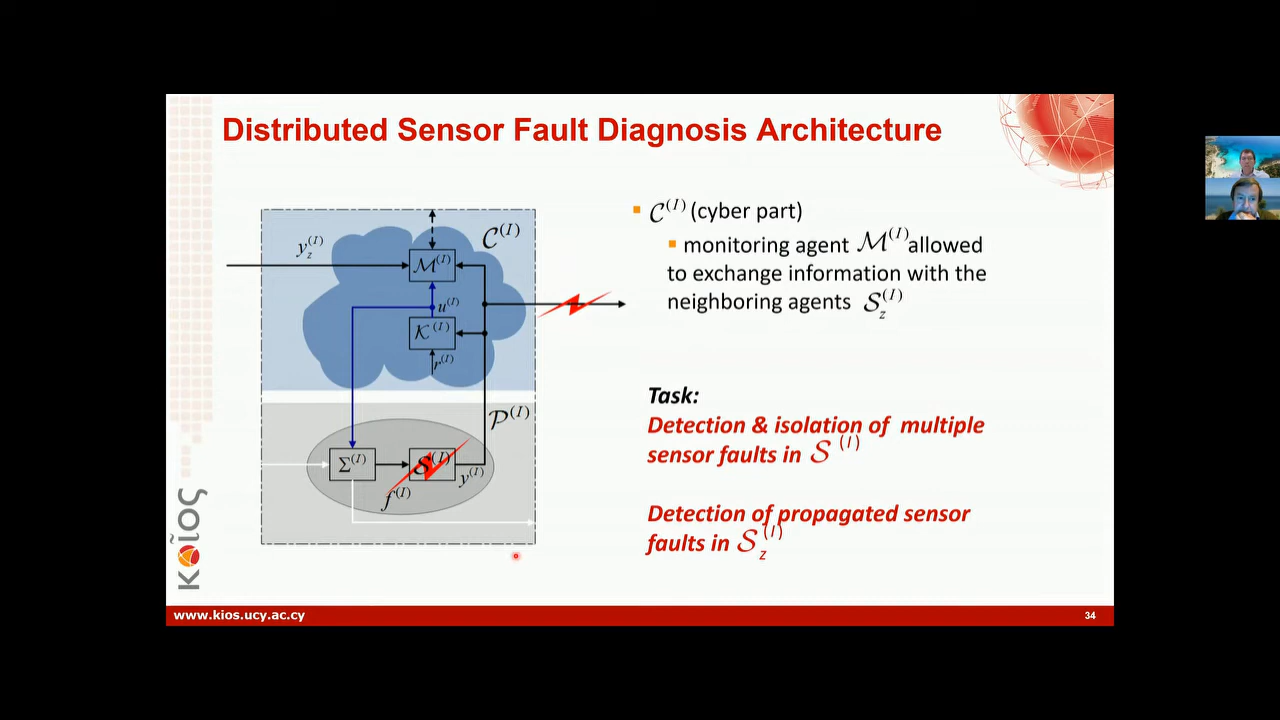 Distributed Sensor Fault Diagnosis Architecture
𝒞^(I) (cyber part)
monitoring agent ℳ^(I) allowed
to exchange information with the
neighboring agents 𝒮_z^(I)
Task:
Detection & isolation of multiple
sensor faults in 𝒮^(I)
Detection of propagated sensor
faults in 𝒮_z^(I)
y_z^(I)
𝒞^(I)
ℳ^(I)
u^(I)
𝒦^(I)
r^(I)
𝒫^(I)
Σ^(I)
𝒮^(I)
y^(I)
f^(I)
κοῖος
www.kios.ucy.ac.cy
34